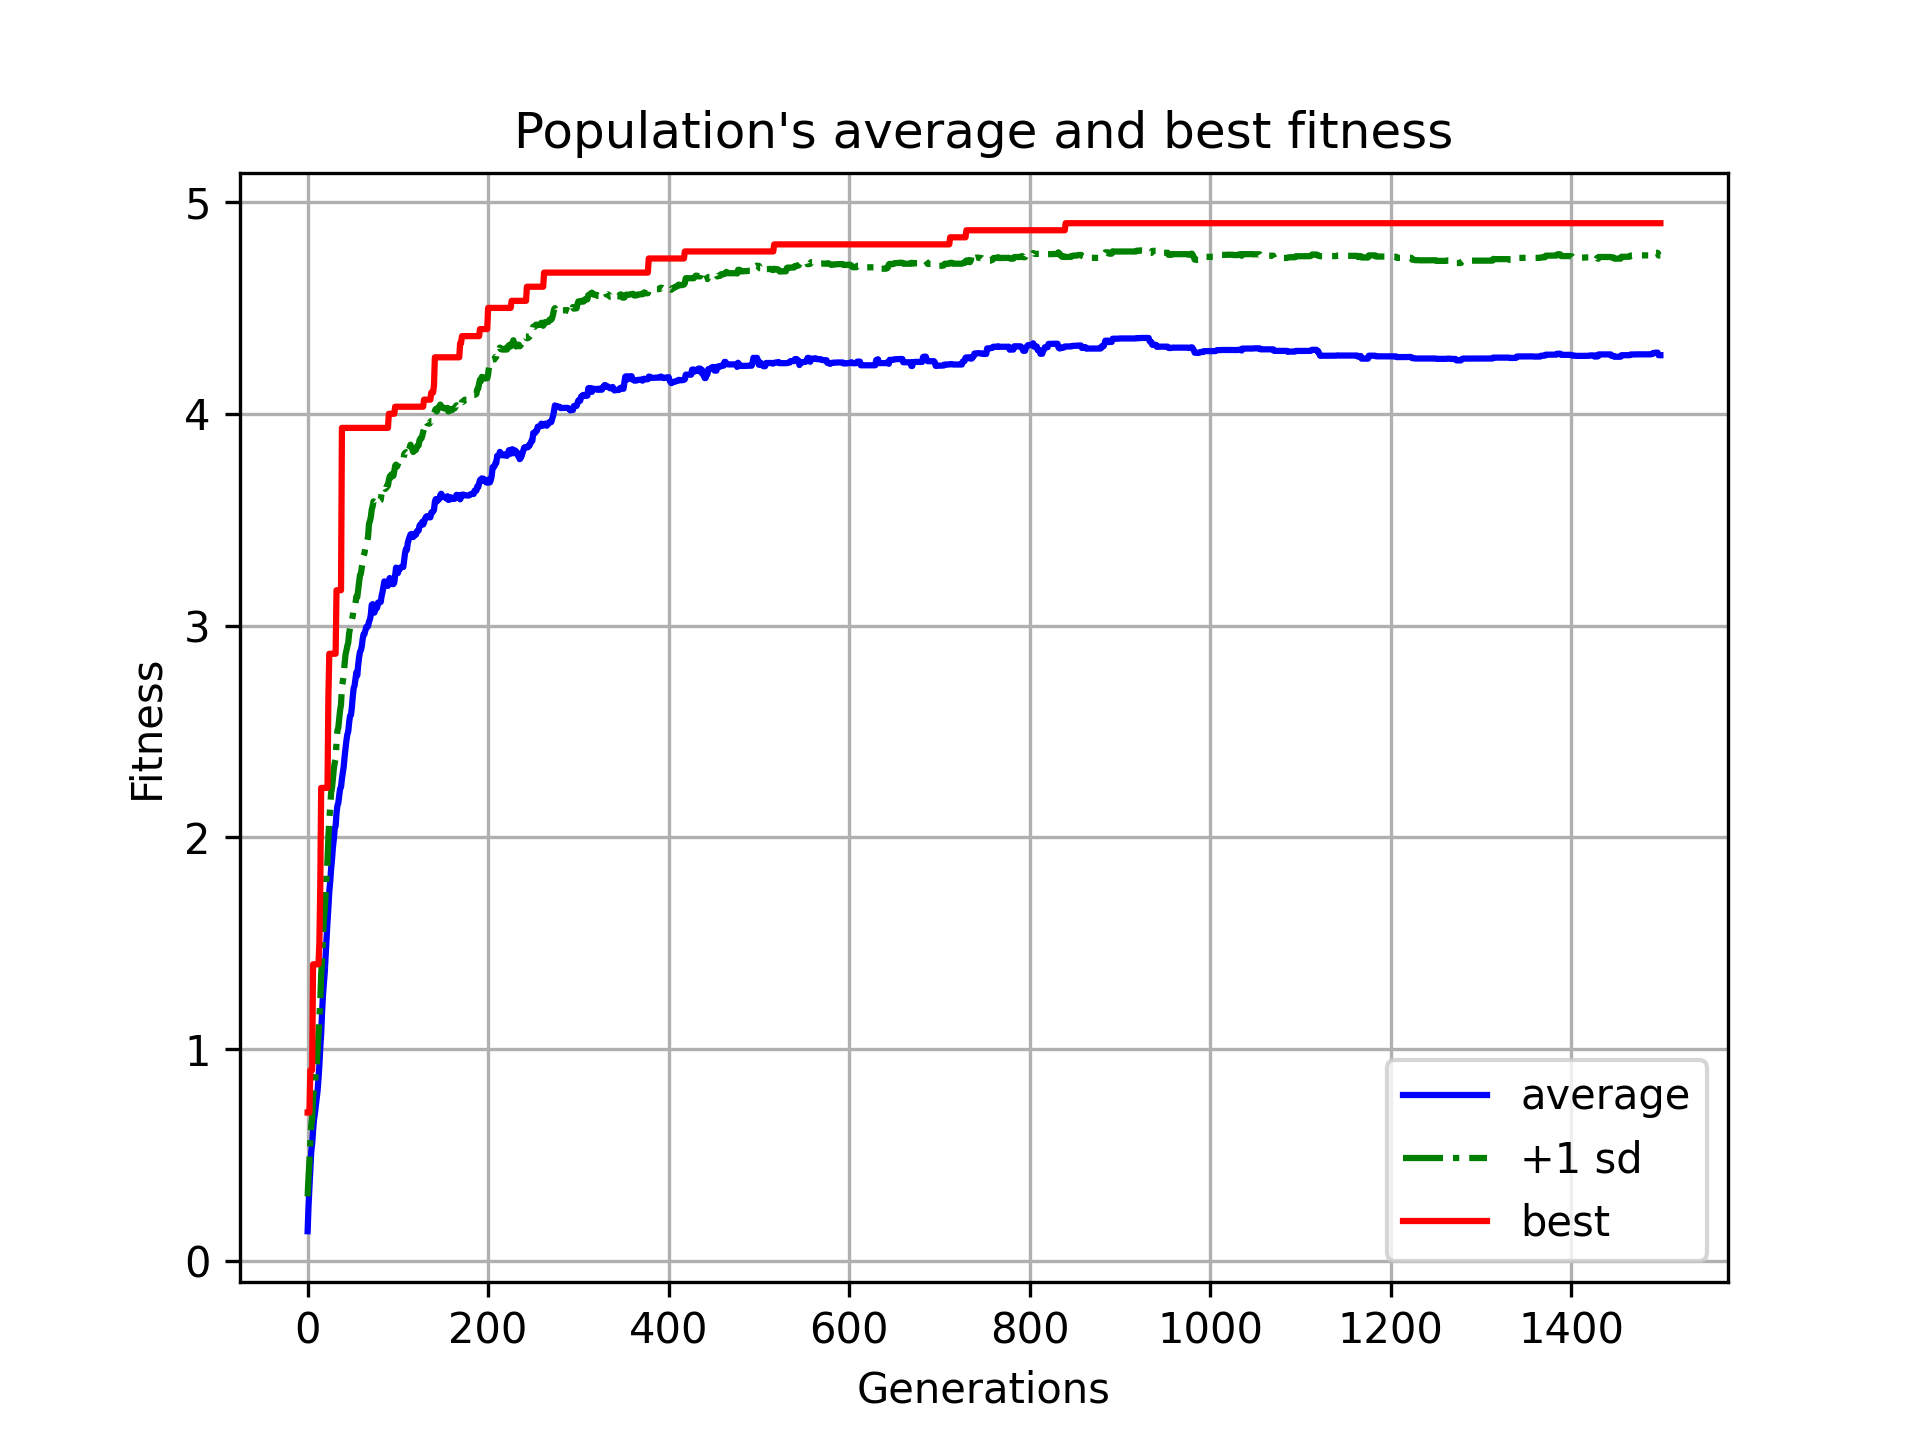 Population's average and best fitness
5
4
3
2
1
0
Fitness
0 200 400 600 800 1000 1200 1400
Generations
average
+1 sd
best